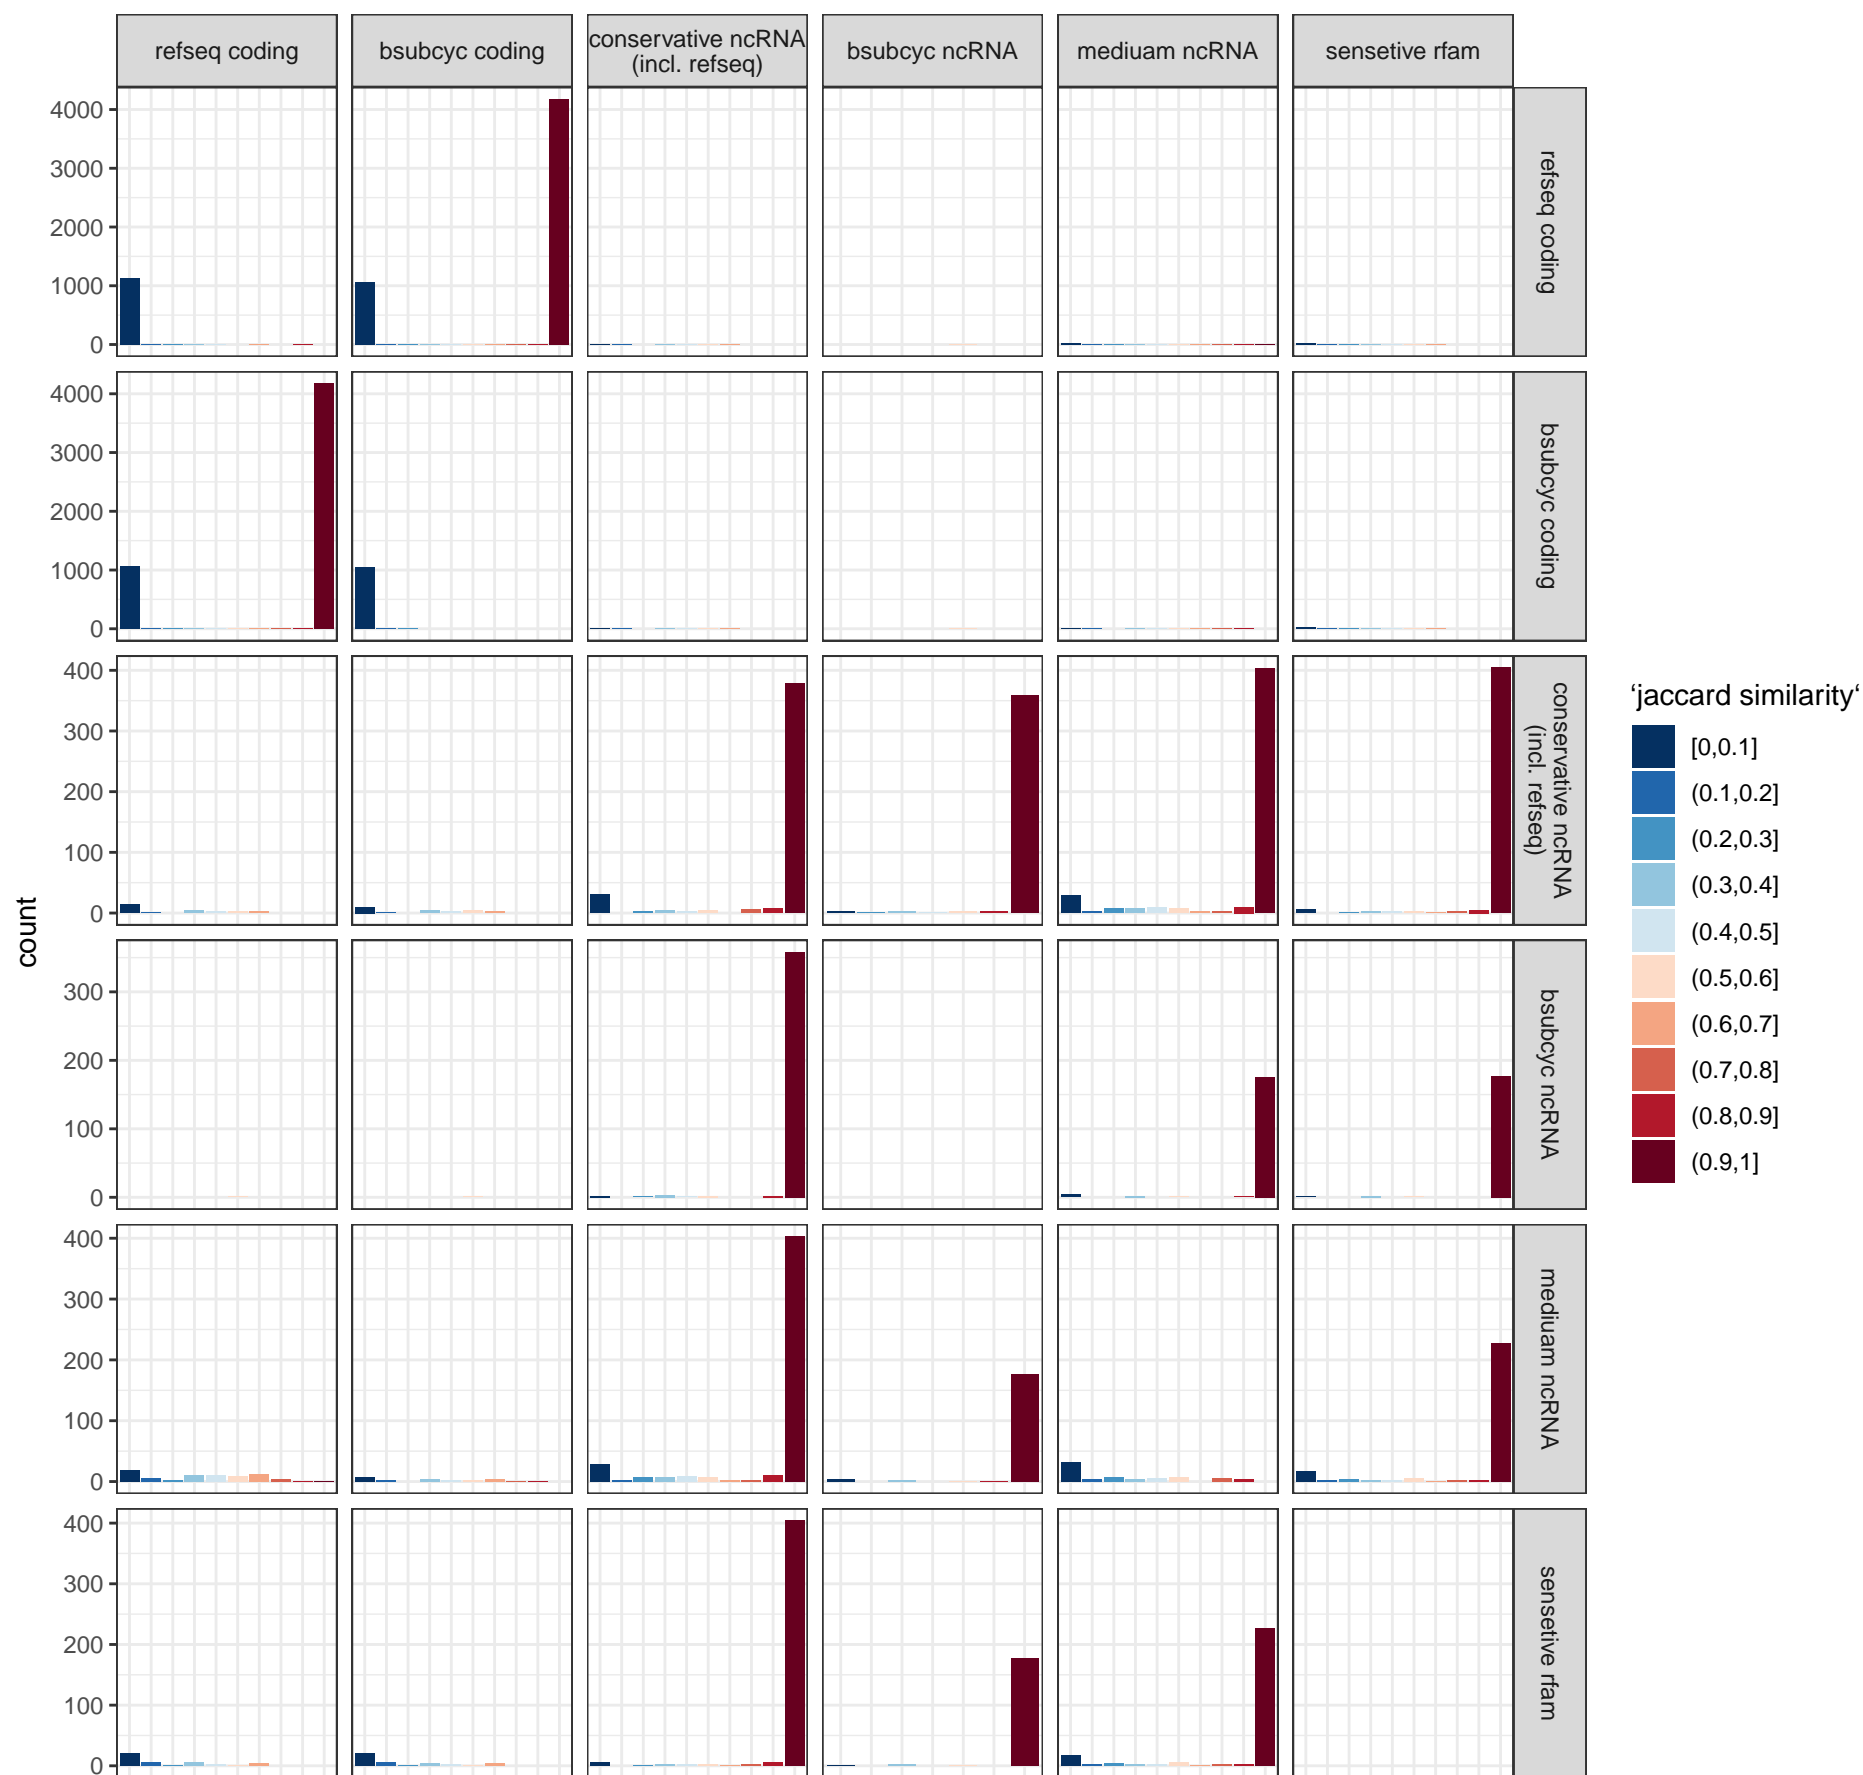 refseq coding
bsubcyc coding
conservative ncRNA
(incl. refseq)
bsubcyc ncRNA
mediuam ncRNA
sensetive rfam
4000
3000
2000
1000
0
refseq coding
4000
3000
2000
1000
0
bsubcyc coding
400
300
200
100
0
conservative ncRNA
(incl. refseq)
300
200
100
0
bsubcyc ncRNA
400
300
200
100
0
mediuam ncRNA
400
300
200
100
0
sensetive rfam
count
‘jaccard similarity‘
[0,0.1]
(0.1,0.2]
(0.2,0.3]
(0.3,0.4]
(0.4,0.5]
(0.5,0.6]
(0.6,0.7]
(0.7,0.8]
(0.8,0.9]
(0.9,1]